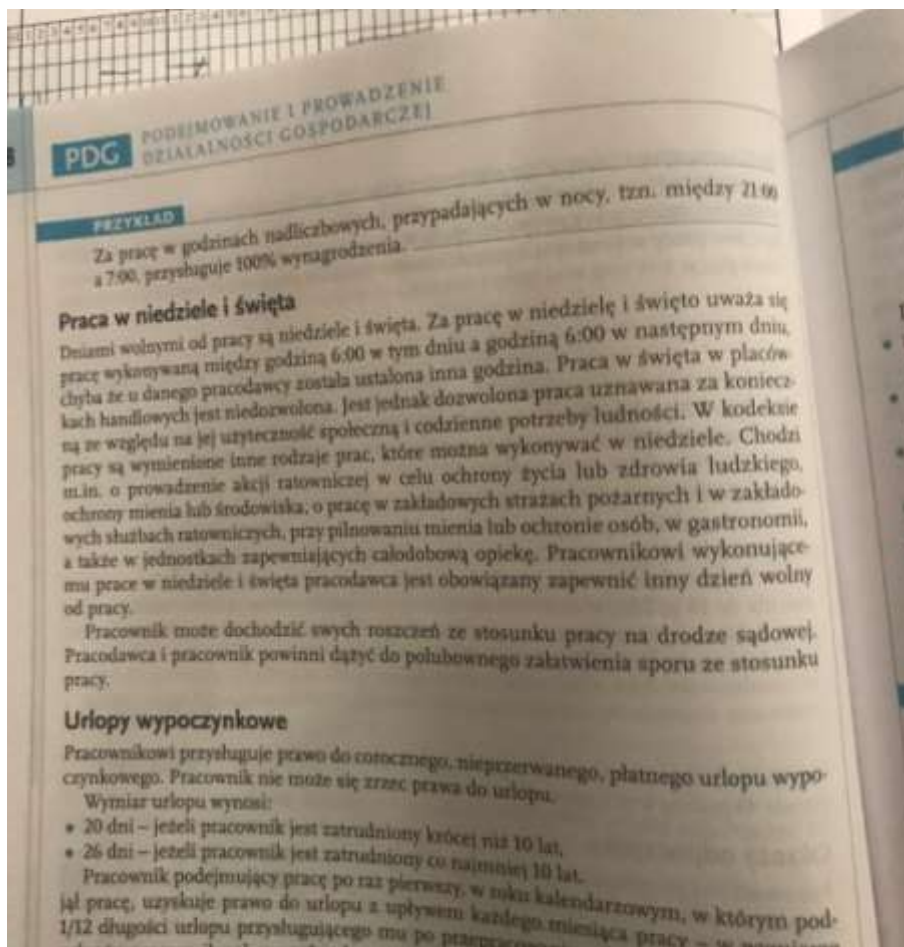 PDG
PODEJMOWANIE I PROWADZENIE
DZIAŁALNOŚCI GOSPODARCZEJ
PRZYKŁAD
Za pracę w godzinach nadliczbowych, przypadających w nocy, tzn. między 21:00
a 7:00, przysługuje 100% wynagrodzenia.
Praca w niedziele i święta
Dniami wolnymi od pracy są niedziele i święta. Za pracę w niedzielę i święto uważa się
pracę wykonywaną między godziną 6:00 w tym dniu a godziną 6:00 w następnym dniu,
chyba że u danego pracodawcy została ustalona inna godzina. Praca w święta w placów-
kach handlowych jest niedozwolona. Jest jednak dozwolona praca uznawana za koniecz-
ną ze względu na jej użyteczność społeczną i codzienne potrzeby ludności. W kodeksie
pracy są wymienione inne rodzaje prac, które można wykonywać w niedziele. Chodzi
m.in. o prowadzenie akcji ratowniczej w celu ochrony życia lub zdrowia ludzkiego,
ochrony mienia lub środowiska, o pracę w zakładowych strażach pożarnych i w zakłado-
wych służbach ratowniczych, przy pilnowaniu mienia lub ochronie osób, w gastronomii,
a także w jednostkach zapewniających całodobową opiekę. Pracownikowi wykonujące-
mu prace w niedziele i święta pracodawca jest obowiązany zapewnić inny dzień wolny
od pracy.
Pracownik może dochodzić swych roszczeń ze stosunku pracy na drodze sądowej.
Pracodawca i pracownik powinni dążyć do polubownego załatwienia sporu ze stosunku
pracy.
Urlopy wypoczynkowe
Pracownikowi przysługuje prawo do corocznego, nieprzerwanego, płatnego urlopu wypo-
czynkowego. Pracownik nie może się zrzec prawa do urlopu.
Wymiar urlopu wynosi:
• 20 dni – jeżeli pracownik jest zatrudniony krócej niż 10 lat,
• 26 dni – jeżeli pracownik jest zatrudniony co najmniej 10 lat.
Pracownik podejmujący pracę po raz pierwszy, w roku kalendarzowym, w którym pod-
jął pracę, uzyskuje prawo do urlopu z upływem każdego miesiąca pracy
1/12 długości urlopu przysługującego mu po